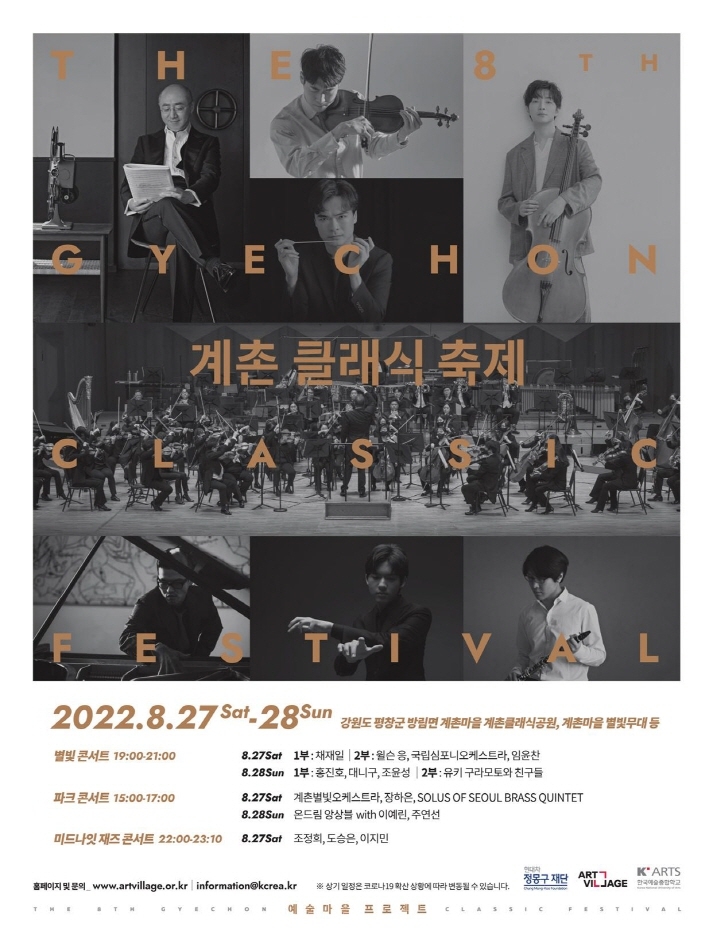 THE 8TH
GYECHON
계촌 클래식 축제
CLASSIC
FESTIVAL
2022.8.27 Sat-28 Sun 강원도 평창군 방림면 계촌마을 계촌클래식공원, 계촌마을 별빛무대 등
별빛 콘서트 19:00-21:00 8.27Sat 1부 : 채재일 | 2부 : 윌슨 응, 국립심포니오케스트라, 임윤찬
8.28Sun 1부 : 홍진호, 대니구, 조윤성 | 2부 : 유키 구라모토와 친구들
파크 콘서트 15:00-17:00 8.27Sat 계촌별빛오케스트라, 장하은, SOLUS OF SEOUL BRASS QUINTET
8.28Sun 온드림 앙상블 with 이예린, 주연선
미드나잇 재즈 콘서트 22:00-23:10 8.27Sat 조정희, 도승은, 이지민
홈페이지 및 문의_ www.artvillage.or.kr | information@kcrea.kr ※ 상기 일정은 코로나19 확산 상황에 따라 변동될 수 있습니다.
현대차 정몽구 재단
Chung Mong-Koo Foundation
ART VILLAGE
K'ARTS
한국예술종합학교
THE 8TH GYECHON 예술마을 프로젝트 CLASSIC FESTIVAL